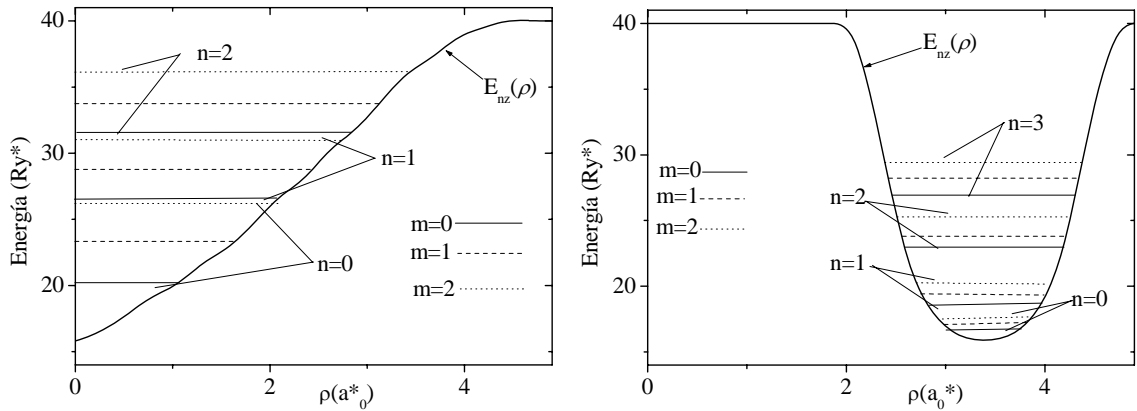 40
30
20
Energía (Ry*)
n=2
E_nz(ρ)
n=1
n=0
m=0
m=1
m=2
0
2
4
ρ(a*_0)
40
30
20
Energía (Ry*)
E_nz(ρ)
n=3
m=0
m=1
m=2
n=2
n=1
n=0
0
2
4
ρ(a_0*)